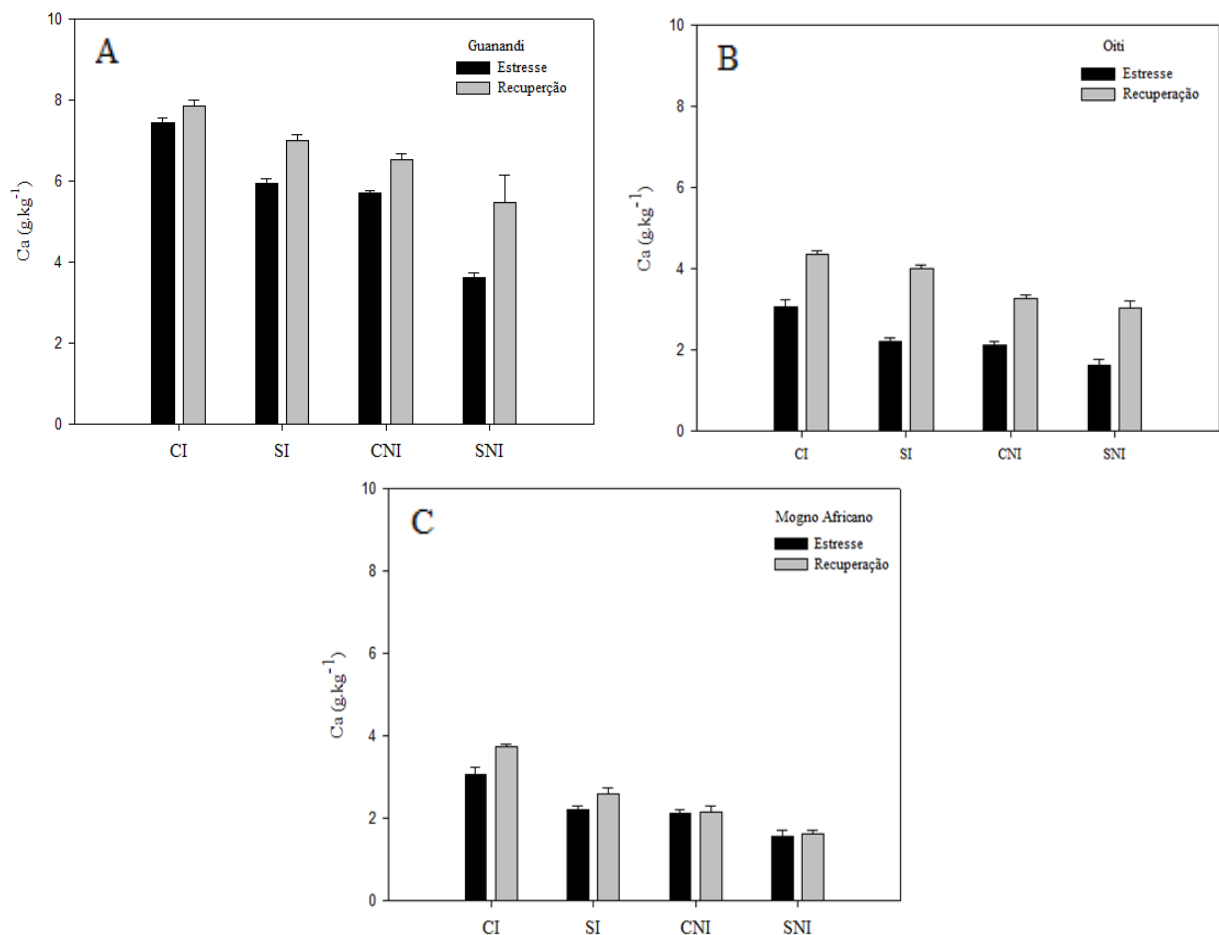 A
Guanandi
Estresse
Recuperção
Ca (g.kg⁻¹)
10
8
6
4
2
0
CI SI CNI SNI
B
Oiti
Estresse
Recuperação
Ca (g.kg⁻¹)
10
8
6
4
2
0
CI SI CNI SNI
C
Mogno Africano
Estresse
Recuperação
Ca (g.kg⁻¹)
10
8
6
4
2
0
CI SI CNI SNI